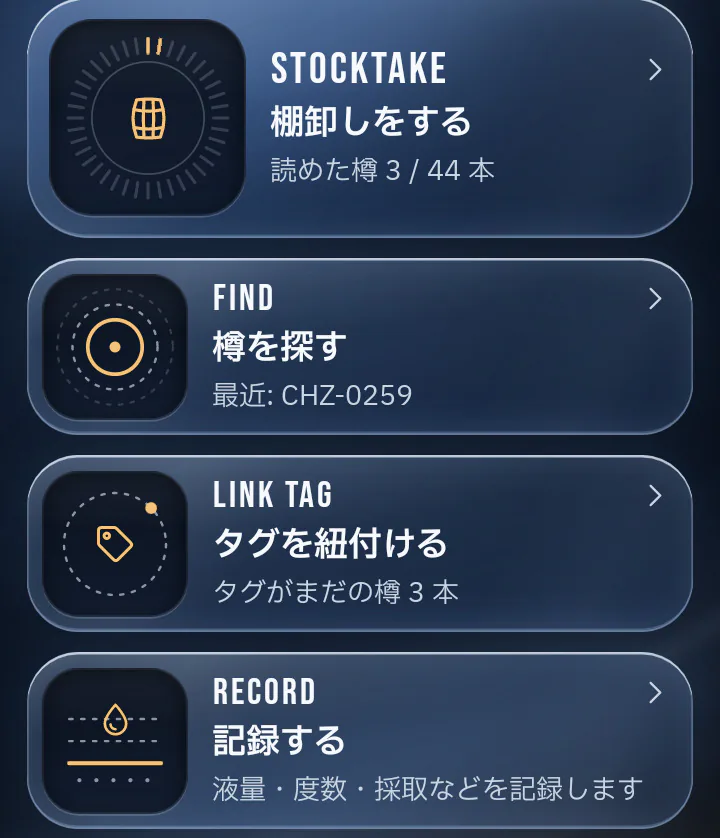 STOCKTAKE
棚卸しをする
読めた樽 3 / 44 本
FIND
樽を探す
最近: CHZ-0259
LINK TAG
タグを紐付ける
タグがまだの樽 3 本
RECORD
記録する
液量・度数・採取などを記録します